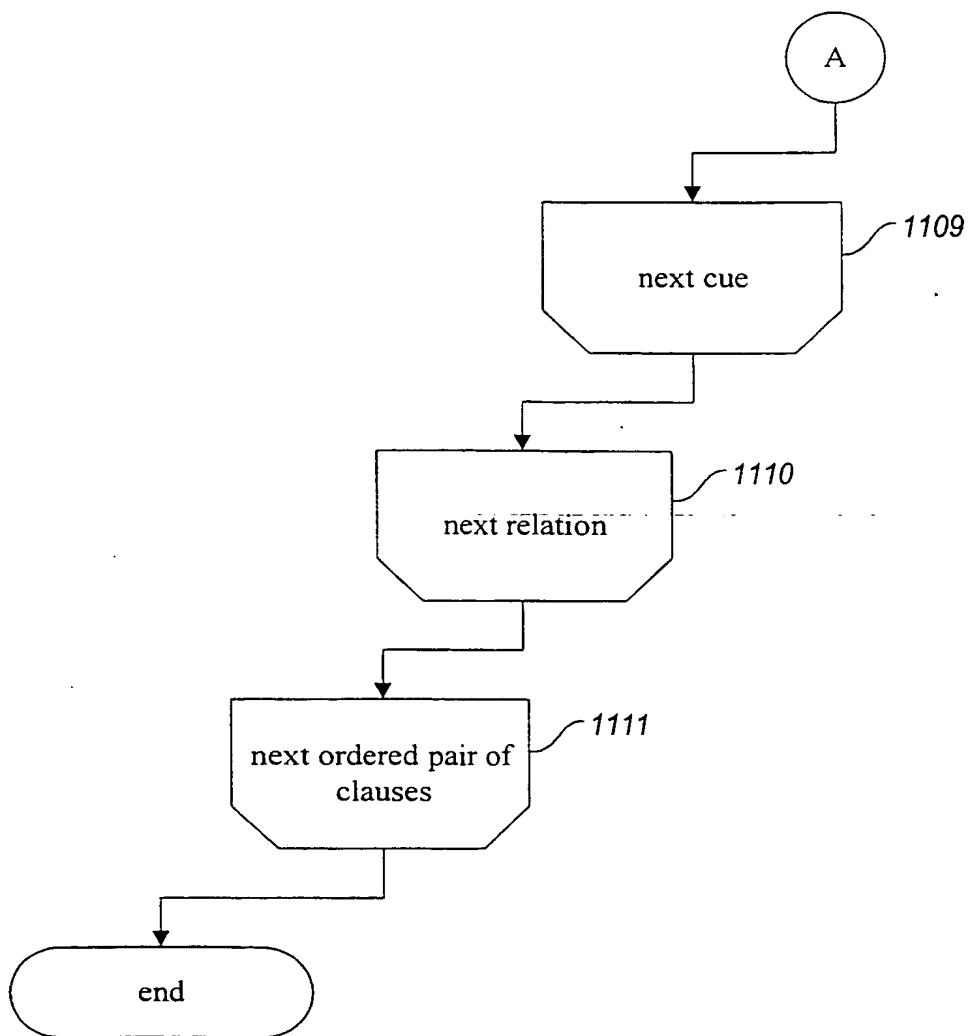 A
1109
next cue
1110
next relation
1111
next ordered pair of
clauses
end